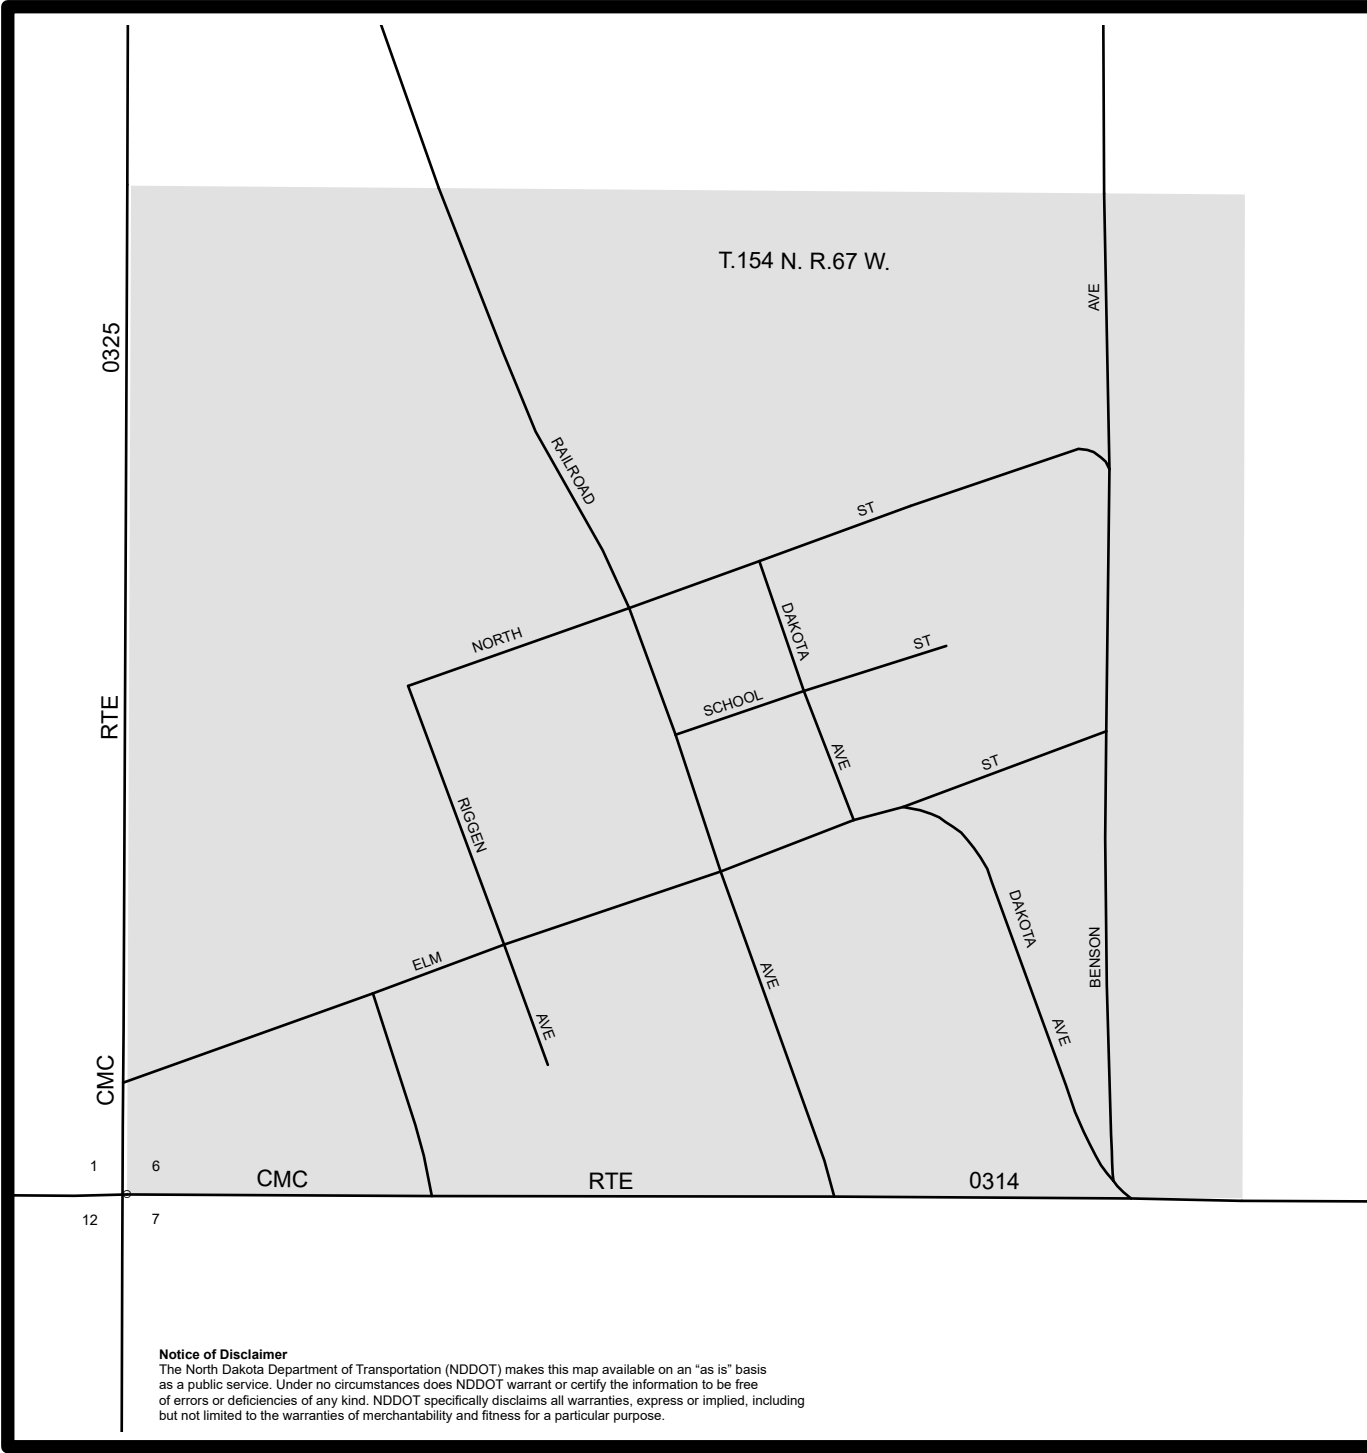 T.154 N. R.67 W.
AVE
0325
RAILROAD
ST
DAKOTA
NORTH
ST
SCHOOL
RTE
AVE
ST
RIGGEN
DAKOTA
BENSON
ELM
AVE
AVE
AVE
CMC
1
6
CMC
RTE
0314
12
7
Notice of Disclaimer
The North Dakota Department of Transportation (NDDOT) makes this map available on an “as is” basis
as a public service. Under no circumstances does NDDOT warrant or certify the information to be free
of errors or deficiencies of any kind. NDDOT specifically disclaims all warranties, express or implied, including
but not limited to the warranties of merchantability and fitness for a particular purpose.